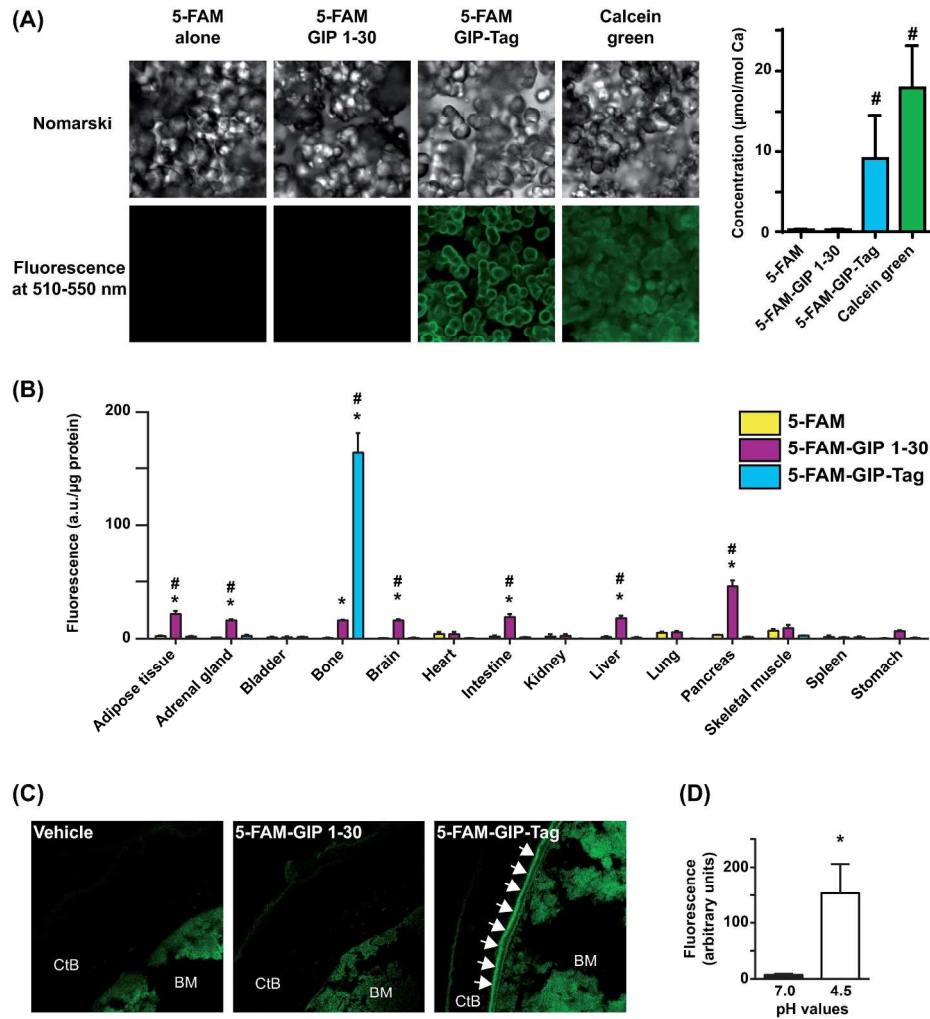 (A)
5-FAM
alone
5-FAM
GIP 1-30
5-FAM
GIP-Tag
Calcein
green
Nomarski
Fluorescence
at 510-550 nm
Concentration (µmol/mol Ca)
20
10
0
#
#
5-FAM
5-FAM-GIP 1-30
5-FAM-GIP-Tag
Calcein green
(B)
Fluorescence (a.u./µg protein)
200
100
0
#
*
#
*
*
#
*
#
*
#
*
#
*
#
*
5-FAM
5-FAM-GIP 1-30
5-FAM-GIP-Tag
Adipose tissue
Adrenal gland
Bladder
Bone
Brain
Heart
Intestine
Kidney
Liver
Lung
Pancreas
Skeletal muscle
Spleen
Stomach
(C)
Vehicle
CtB
BM
5-FAM-GIP 1-30
CtB
BM
5-FAM-GIP-Tag
CtB
BM
(D)
Fluorescence
(arbitrary units)
200
100
0
*
7.0
4.5
pH values